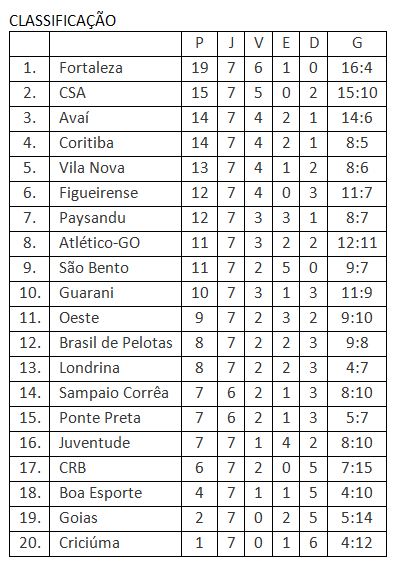 CLASSIFICAÇÃO
P J V E D G
1. Fortaleza 19 7 6 1 0 16:4
2. CSA 15 7 5 0 2 15:10
3. Avaí 14 7 4 2 1 14:6
4. Coritiba 14 7 4 2 1 8:5
5. Vila Nova 13 7 4 1 2 8:6
6. Figueirense 12 7 4 0 3 11:7
7. Paysandu 12 7 3 3 1 8:7
8. Atlético-GO 11 7 3 2 2 12:11
9. São Bento 11 7 2 5 0 9:7
10. Guarani 10 7 3 1 3 11:9
11. Oeste 9 7 2 3 2 9:10
12. Brasil de Pelotas 8 7 2 2 3 9:8
13. Londrina 8 7 2 2 3 4:7
14. Sampaio Corrêa 7 6 2 1 3 8:10
15. Ponte Preta 7 6 2 1 3 5:7
16. Juventude 7 7 1 4 2 8:10
17. CRB 6 7 2 0 5 7:15
18. Boa Esporte 4 7 1 1 5 4:10
19. Goias 2 7 0 2 5 5:14
20. Criciúma 1 7 0 1 6 4:12